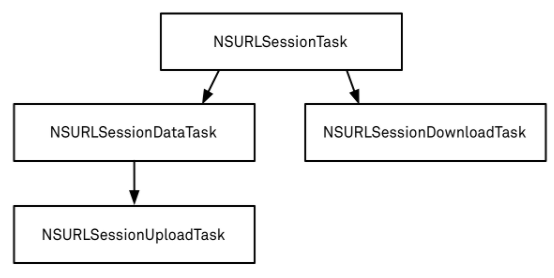 NSURLSessionTask
NSURLSessionDataTask
NSURLSessionDownloadTask
NSURLSessionUploadTask